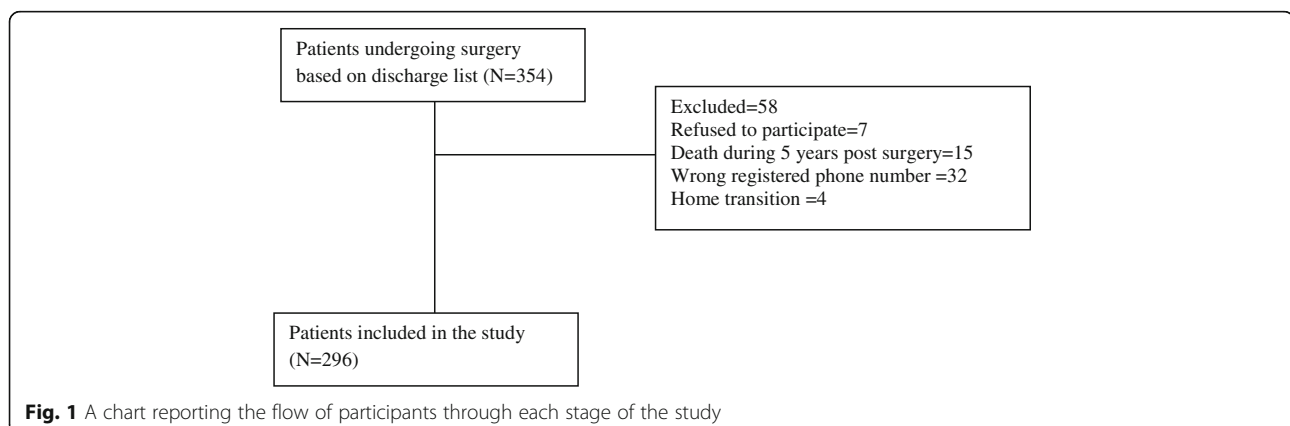 Patients undergoing surgery
based on discharge list (N=354)
Excluded=58
Refused to participate=7
Death during 5 years post surgery=15
Wrong registered phone number =32
Home transition =4
Patients included in the study
(N=296)
Fig. 1 A chart reporting the flow of participants through each stage of the study